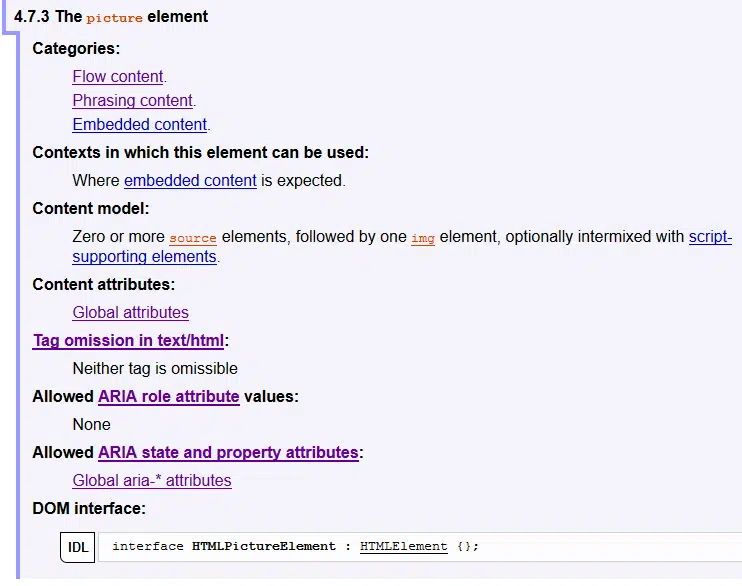 4.7.3 The picture element
Categories:
Flow content.
Phrasing content.
Embedded content.
Contexts in which this element can be used:
Where embedded content is expected.
Content model:
Zero or more source elements, followed by one img element, optionally intermixed with script-
supporting elements.
Content attributes:
Global attributes
Tag omission in text/html:
Neither tag is omissible
Allowed ARIA role attribute values:
None
Allowed ARIA state and property attributes:
Global aria-* attributes
DOM interface:
IDL interface HTMLPictureElement : HTMLElement {};